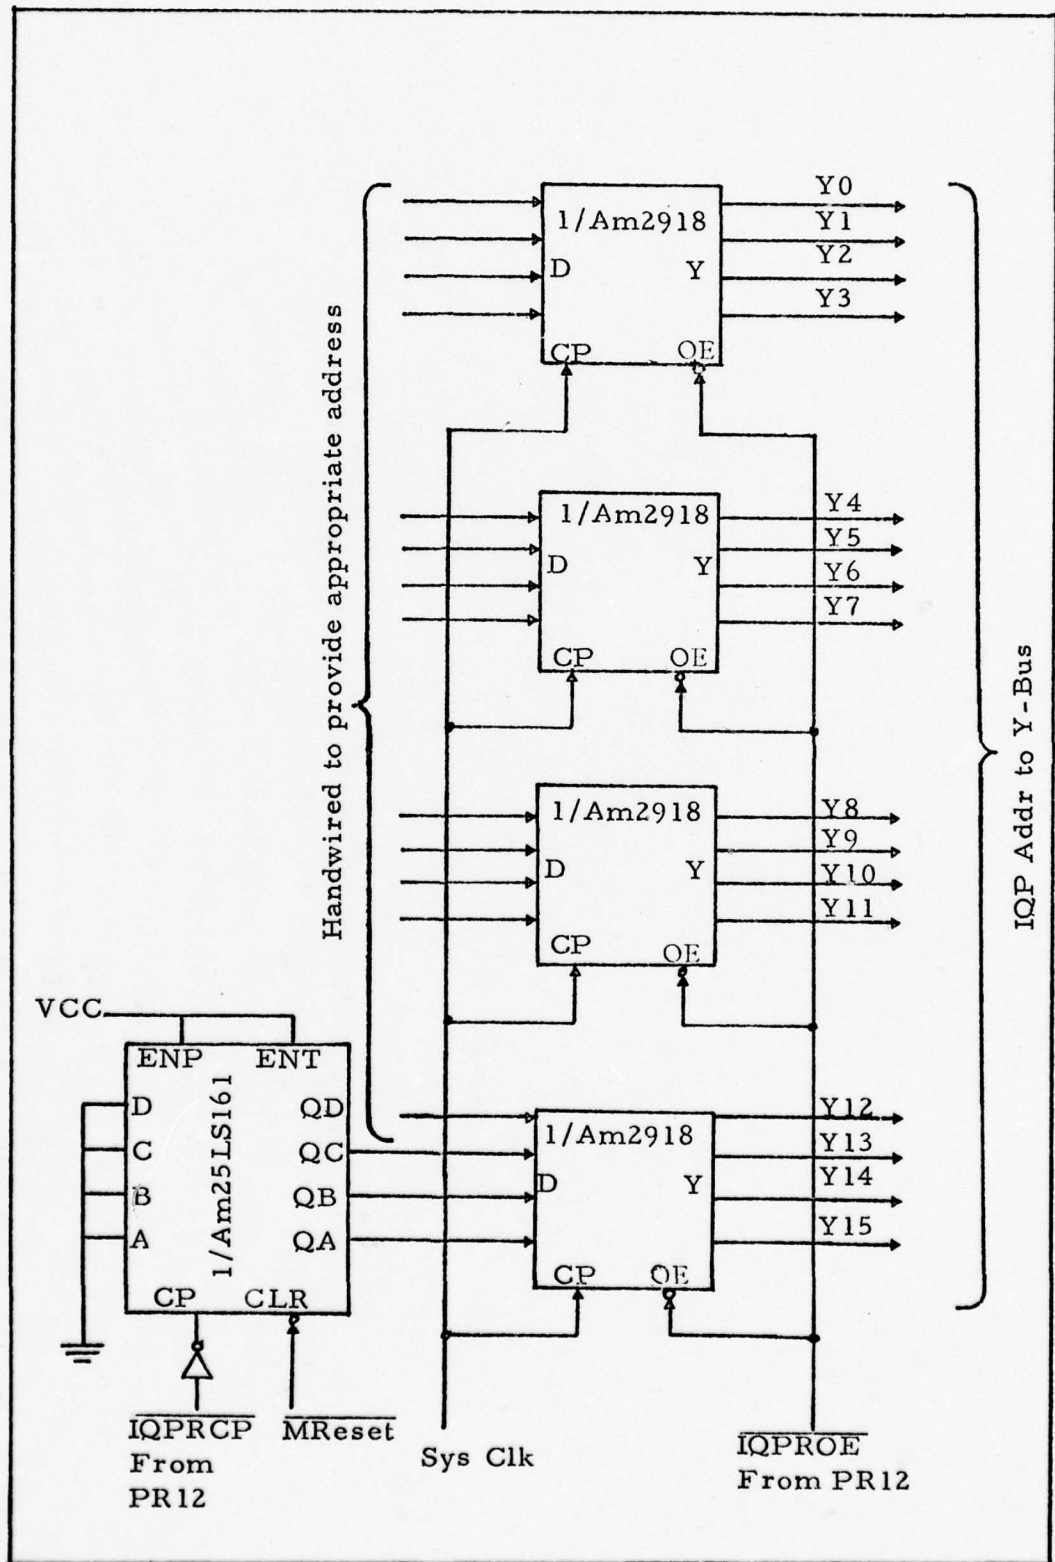 1/Am2918
D
Y
CP
OE
Y0
Y1
Y2
Y3
1/Am2918
D
Y
CP
OE
Y4
Y5
Y6
Y7
1/Am2918
D
Y
CP
OE
Y8
Y9
Y10
Y11
1/Am2918
D
Y
CP
OE
Y12
Y13
Y14
Y15
Handwired to provide appropriate address
IQP Addr to Y-Bus
VCC
ENP
ENT
D
C
B
A
1/Am25LS161
QD
QC
QB
QA
CP
CLR
IQPRCP
From
PR12
MReset
Sys Clk
IQPROE
From PR12